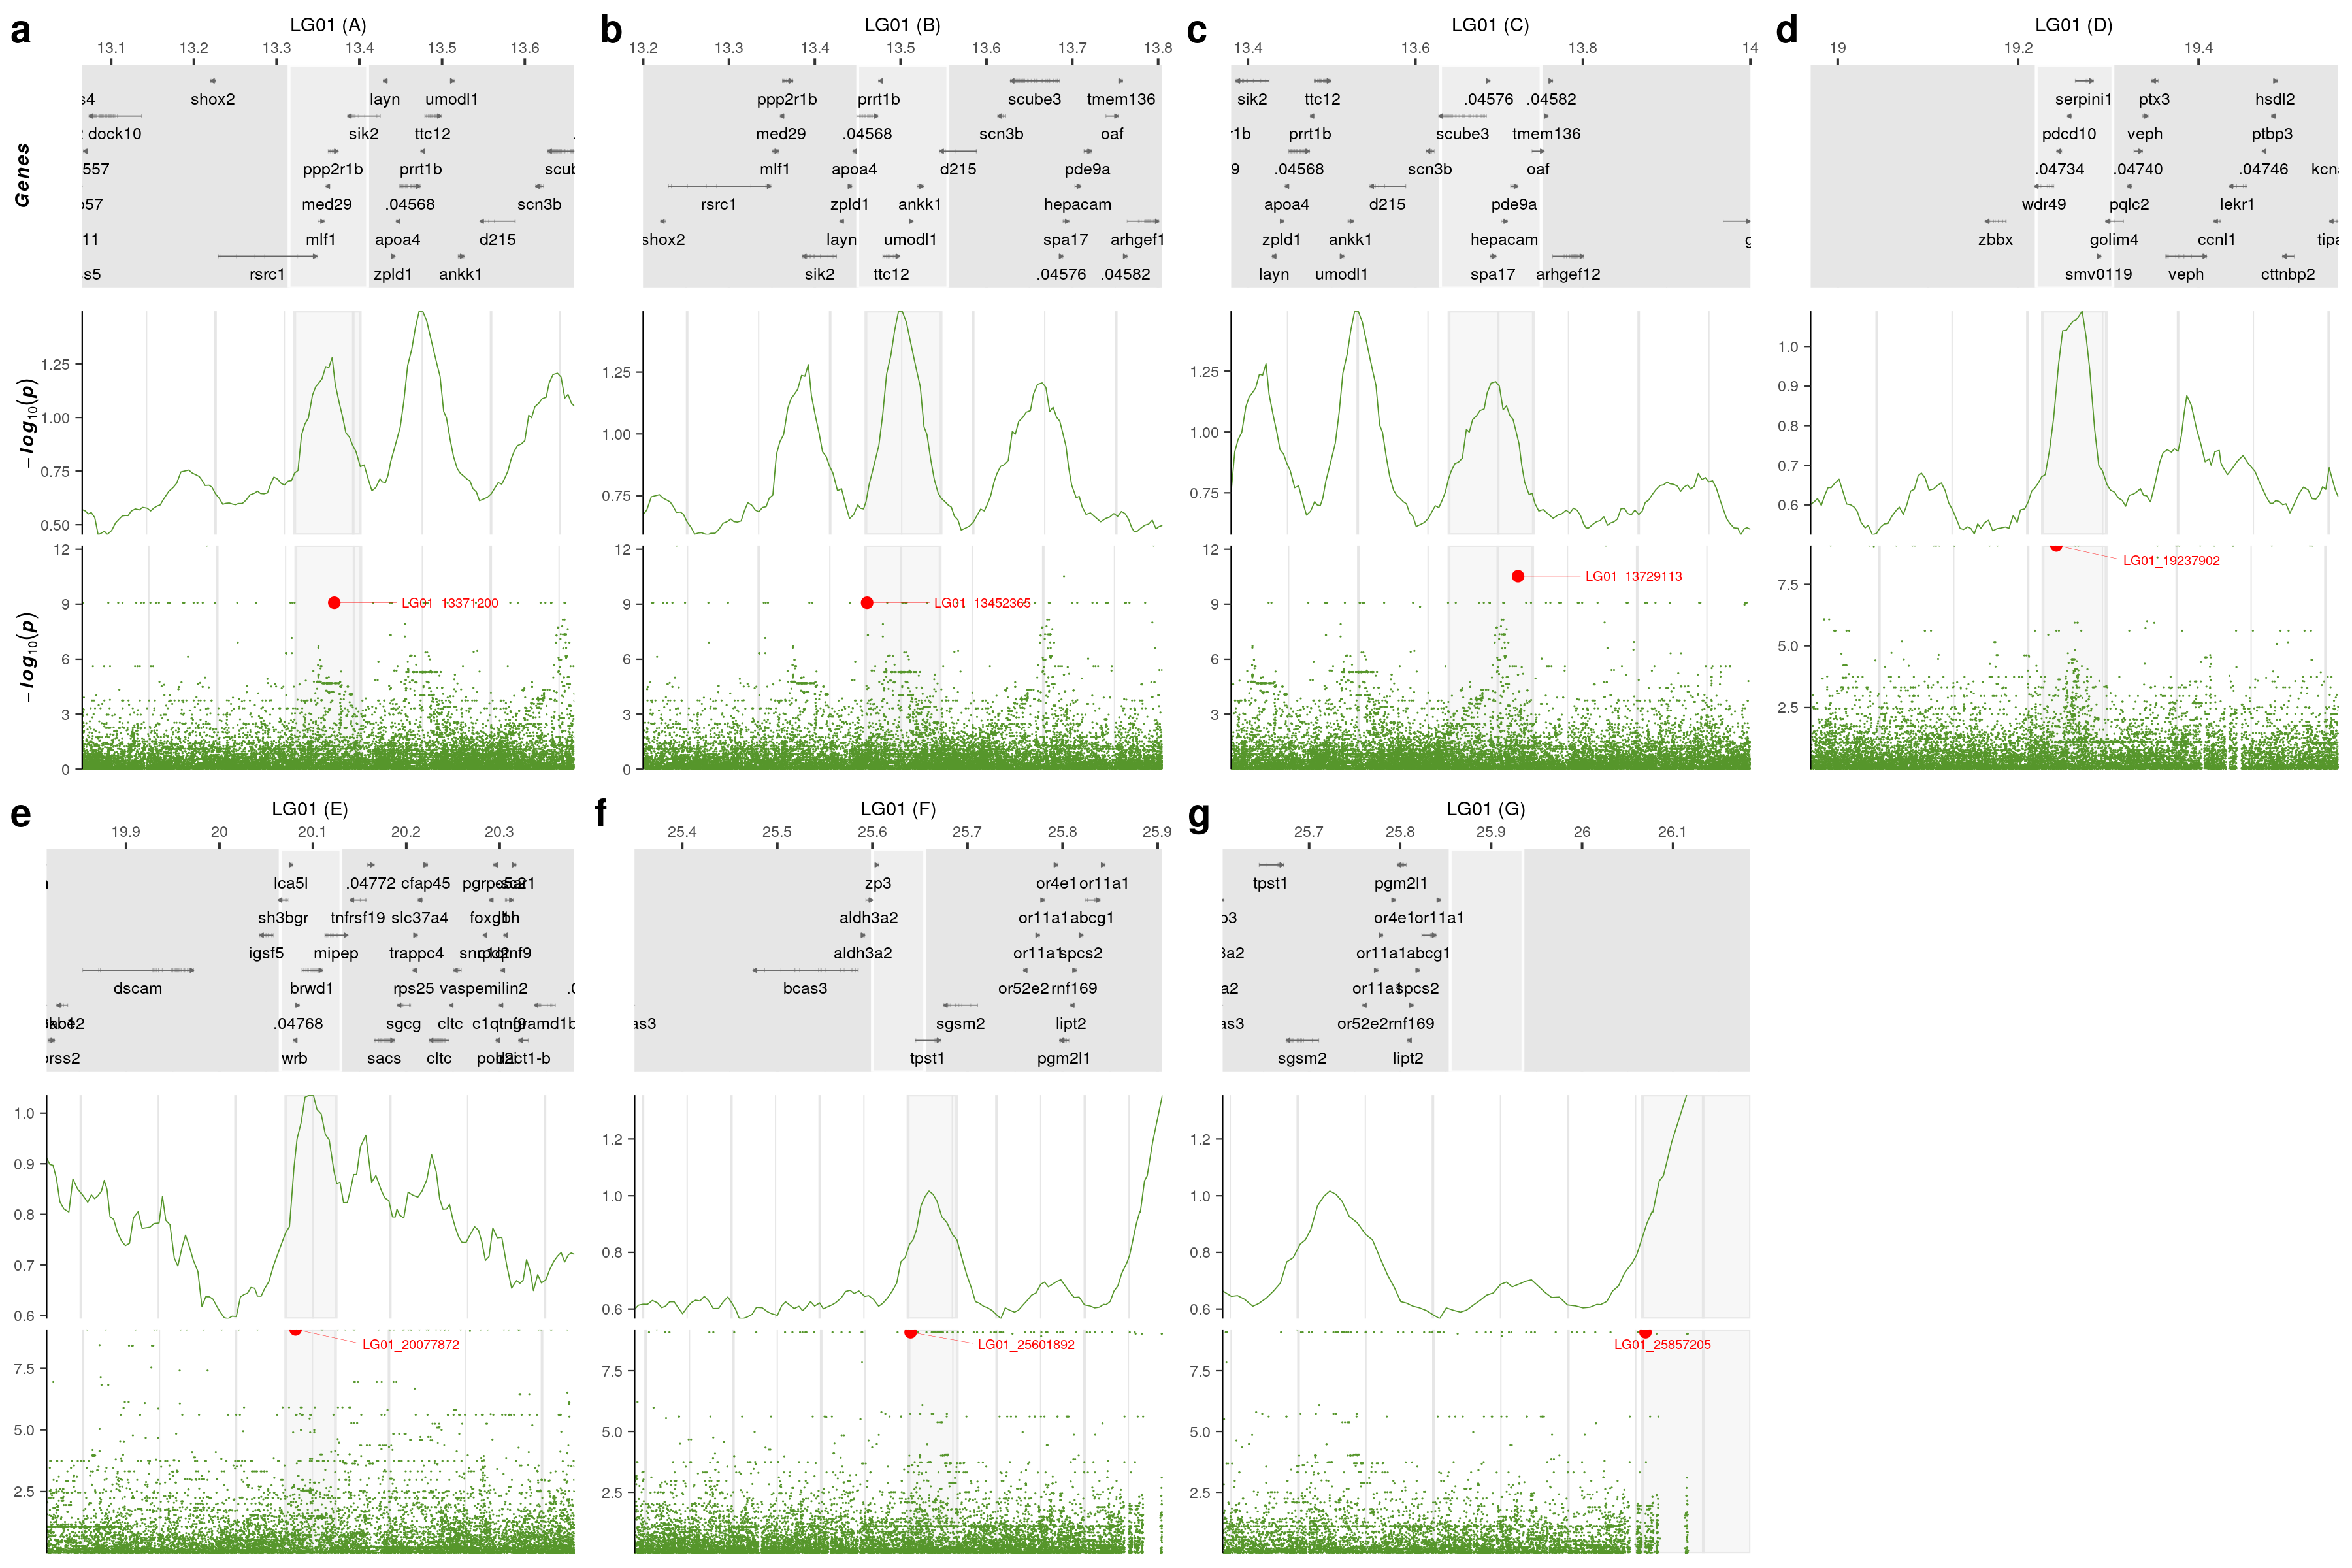 a
LG01 (A)
13.1 13.2 13.3 13.4 13.5 13.6
Genes
s4 shox2 layn umodl1
dock10 sik2 ttc12
557 ppp2r1b prrt1b scub
57 med29 .04568 scn3b
11 mlf1 apoa4 d215
ss5 rsrc1 zpld1 ankk1
−log10(p)
1.25
1.00
0.75
0.50
−log10(p)
12
9
6
3
0
LG01_13371200
b
LG01 (B)
13.2 13.3 13.4 13.5 13.6 13.7 13.8
ppp2r1b prrt1b scube3 tmem136
med29 .04568 scn3b oaf
mlf1 apoa4 d215 pde9a
rsrc1 zpld1 ankk1 hepacam
shox2 layn umodl1 spa17 arhgef1
sik2 ttc12 .04576 .04582
1.25
1.00
0.75
12
9
6
3
0
LG01_13452365
c
LG01 (C)
13.4 13.6 13.8 14
sik2 ttc12 .04576 .04582
r1b prrt1b scube3 tmem136
9 .04568 scn3b oaf
apoa4 d215 pde9a
zpld1 ankk1 hepacam g
layn umodl1 spa17 arhgef12
1.25
1.00
0.75
12
9
6
3
LG01_13729113
d
LG01 (D)
19 19.2 19.4
serpini1 ptx3 hsdl2
pdcd10 veph ptbp3
.04734 .04740 .04746 kcn
wdr49 pqlc2 lekr1
zbbx golim4 ccnl1 tipa
smv0119 veph cttnbp2
1.0
0.9
0.8
0.7
0.6
7.5
5.0
2.5
LG01_19237902
e
LG01 (E)
19.9 20 20.1 20.2 20.3
lca5l .04772 cfap45
sh3bgr tnfrsf19 slc37a4
igsf5 mipep trappc4
dscam brwd1 rps25 vasp emilin2
.04768 sgcg cltc
prss2 wrb sacs cltc
1.0
0.9
0.8
0.7
0.6
7.5
5.0
2.5
LG01_20077872
f
LG01 (F)
25.4 25.5 25.6 25.7 25.8 25.9
zp3 or4e1 or11a1
aldh3a2 or11a1 abcg1
aldh3a2 or11a1 spcs2
bcas3 or52e2 rnf169
as3 sgsm2 lipt2
tpst1 pgm2l1
1.2
1.0
0.8
0.6
7.5
5.0
2.5
LG01_25601892
g
LG01 (G)
25.7 25.8 25.9 26 26.1
tpst1 pgm2l1
p3 or4e1 or11a1
3a2 or11a1 abcg1
a2 or11a1 spcs2
as3 or52e2 rnf169
sgsm2 lipt2
1.2
1.0
0.8
0.6
7.5
5.0
2.5
LG01_25857205